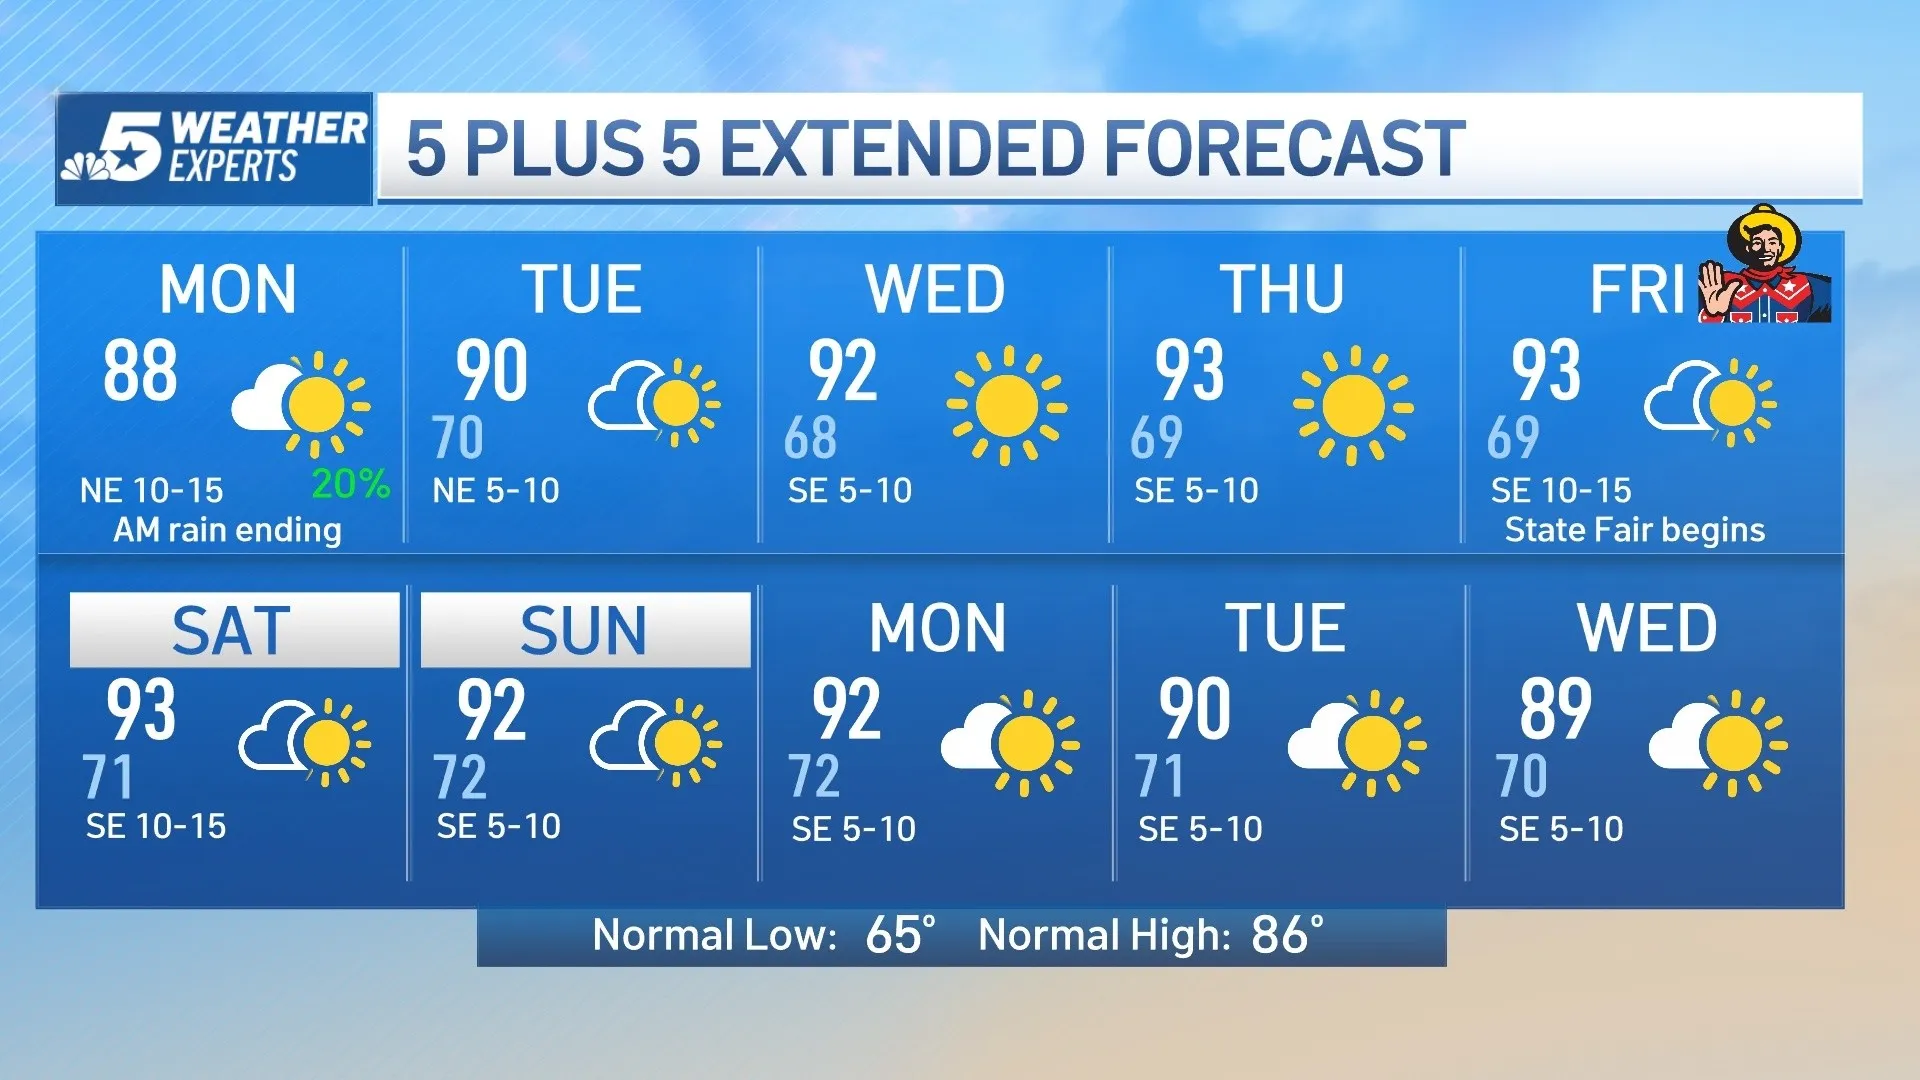 5 WEATHER EXPERTS
5 PLUS 5 EXTENDED FORECAST
MON
88
NE 10-15
20%
AM rain ending
TUE
90
70
NE 5-10
WED
92
68
SE 5-10
THU
93
69
SE 5-10
FRI
93
69
SE 10-15
State Fair begins
SAT
93
71
SE 10-15
SUN
92
72
SE 5-10
MON
92
72
SE 5-10
TUE
90
71
SE 5-10
WED
89
70
SE 5-10
Normal Low: 65° Normal High: 86°